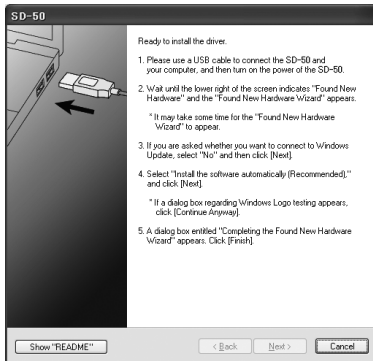 SD-50
Ready to install the driver.
1. Please use a USB cable to connect the SD-50 and
your computer, and then turn on the power of the SD-50.
2. Wait until the lower right of the screen indicates "Found New
Hardware" and the "Found New Hardware Wizard" appears.
* It may take some time for the "Found New Hardware
Wizard" to appear.
3. If you are asked whether you want to connect to Windows
Update, select "No" and then click [Next].
4. Select "Install the software automatically (Recommended),"
and click [Next].
* If a dialog box regarding Windows Logo testing appears,
click [Continue Anyway].
5. A dialog box entitled "Completing the Found New Hardware
Wizard" appears. Click [Finish].
Show "README"
< Back
Next >
Cancel